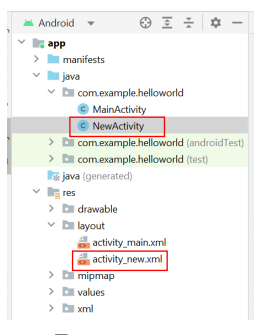 Android
app
manifests
java
com.example.helloworld
MainActivity
NewActivity
com.example.helloworld (androidTest)
com.example.helloworld (test)
java (generated)
res
drawable
layout
activity_main.xml
activity_new.xml
mipmap
values
xml